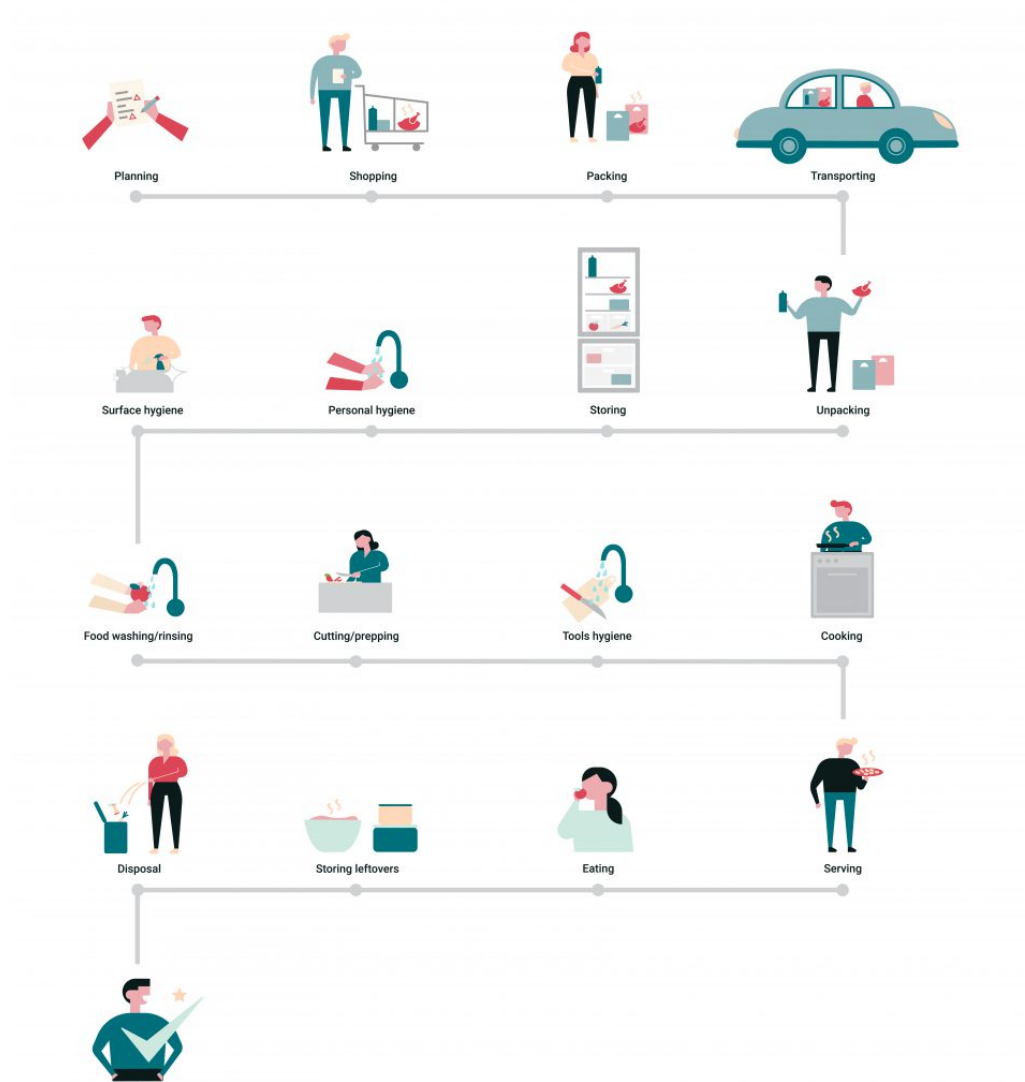 Planning
Shopping
Packing
Transporting
Surface hygiene
Personal hygiene
Storing
Unpacking
Food washing/rinsing
Cutting/prepping
Tools hygiene
Cooking
Disposal
Storing leftovers
Eating
Serving